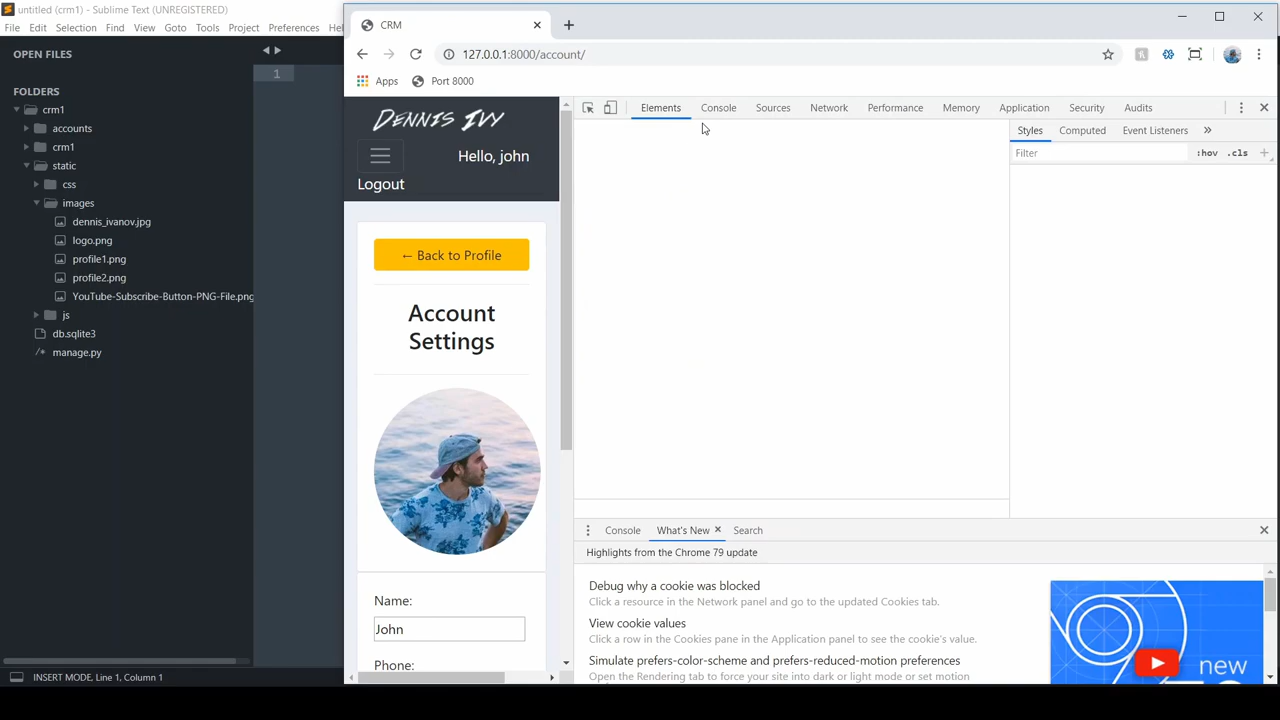 untitled (crm1) - Sublime Text (UNREGISTERED)
File Edit Selection Find View Goto Tools Project Preferences
OPEN FILES
1
FOLDERS
crm1
accounts
crm1
static
css
images
dennis_ivanov.jpg
logo.png
profile1.png
profile2.png
YouTube-Subscribe-Button-PNG-File.png
js
db.sqlite3
manage.py
INSERT MODE, Line 1, Column 1
CRM
127.0.0.1:8000/account/
Apps Port 8000
DENNIS IVY
Hello, john
Logout
← Back to Profile
Account
Settings
Name:
John
Phone:
Elements Console Sources Network Performance Memory Application Security Audits
Styles Computed Event Listeners »
Filter :hov .cls
Console What's New Search
Highlights from the Chrome 79 update
Debug why a cookie was blocked
Click a resource in the Network panel and go to the updated Cookies tab.
View cookie values
Click a row in the Cookies pane in the Application panel to see the cookie's value.
Simulate prefers-color-scheme and prefers-reduced-motion preferences
Open the Rendering tab to force your site into dark or light mode or set motion
new